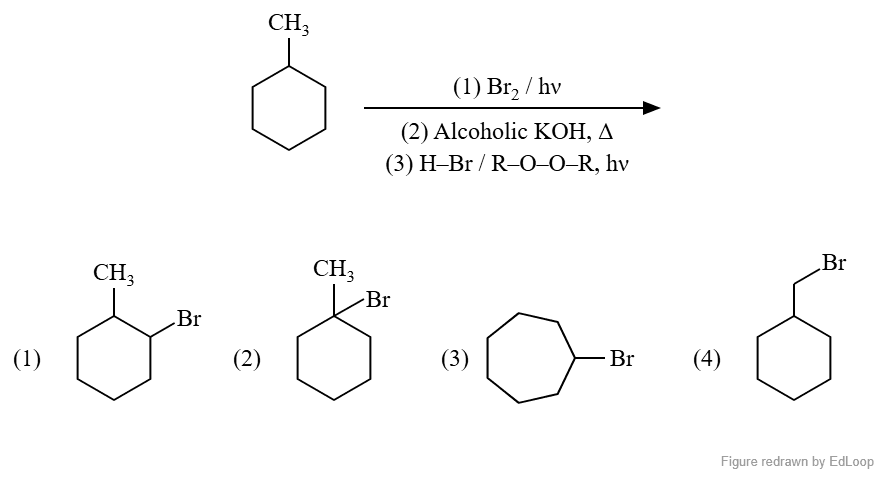 CH₃
(1) Br₂ / hν
(2) Alcoholic KOH, Δ
(3) H–Br / R–O–O–R, hν
(1) CH₃ Br
(2) CH₃ Br
(3) Br
(4) Br
Figure redrawn by EdLoop